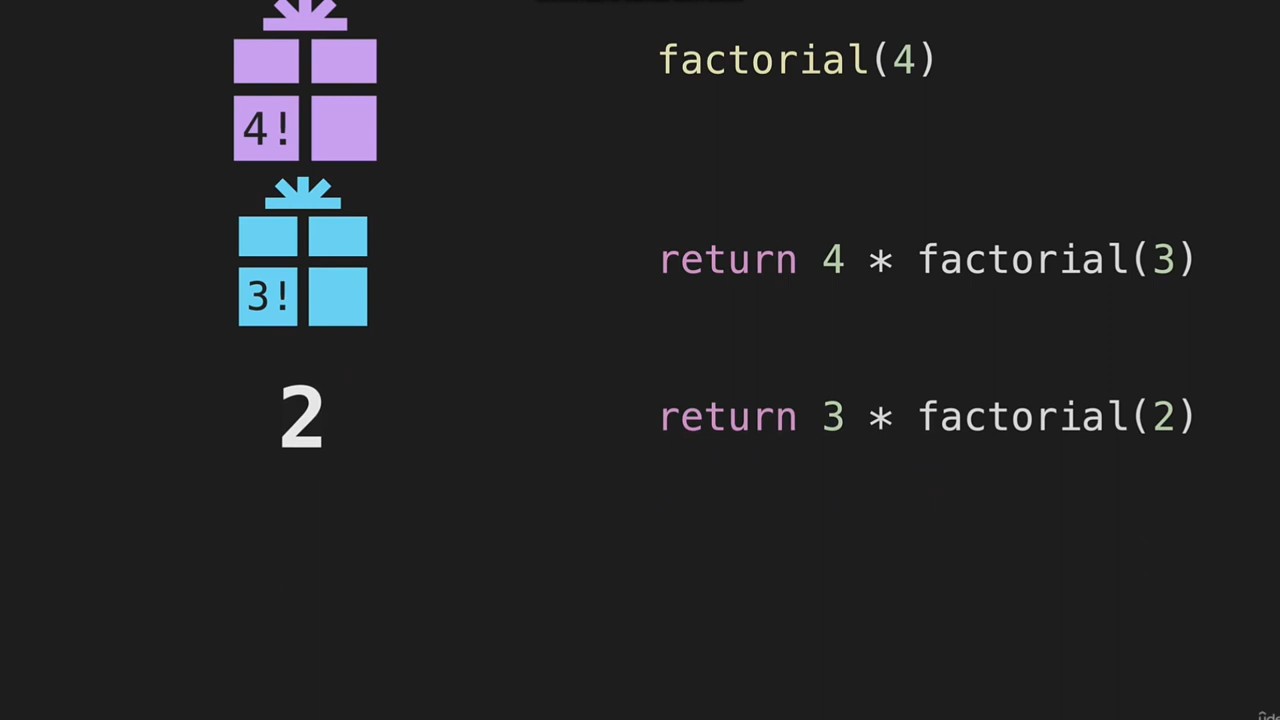 factorial(4)
4!
return 4 * factorial(3)
3!
return 3 * factorial(2)
2